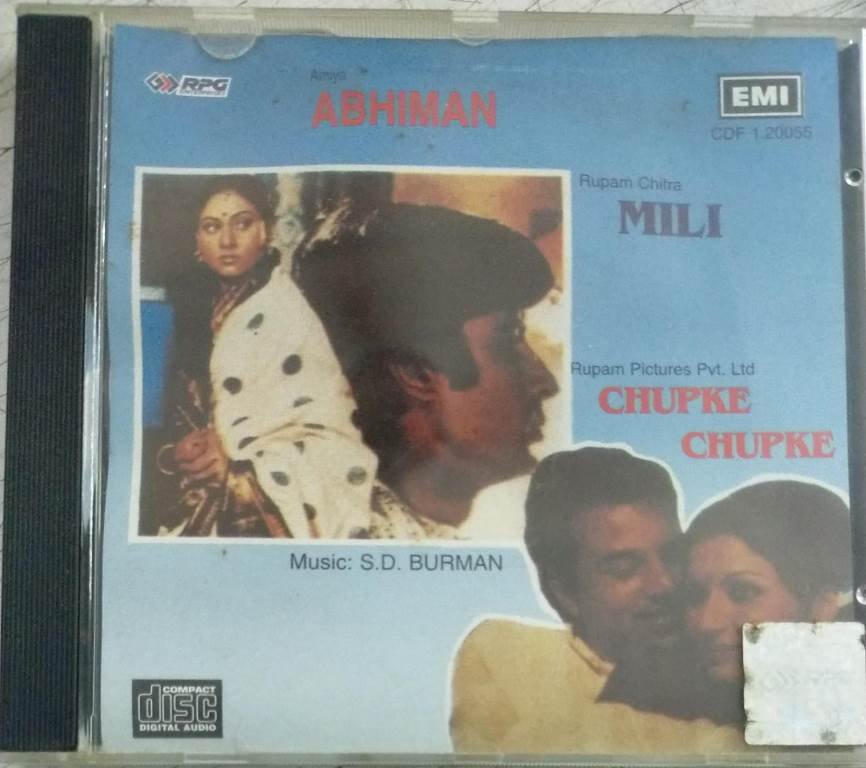 RPG
ENTERPRISES
Amiya
ABHIMAN
EMI
CDF 1.20055
Rupam Chitra
MILI
Rupam Pictures Pvt. Ltd
CHUPKE
CHUPKE
Music: S.D. BURMAN
COMPACT
disc
DIGITAL AUDIO